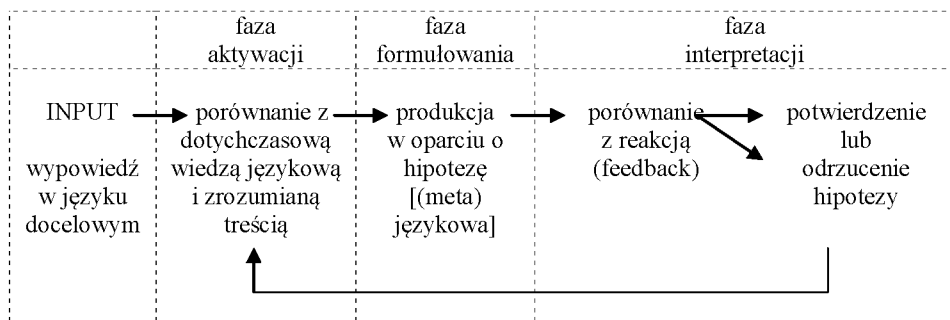 faza
aktywacji
faza
formułowania
faza
interpretacji
INPUT
wypowiedź
w języku
docelowym
porównanie z
dotychczasową
wiedzą językową
i zrozumianą
treścią
produkcja
w oparciu o
hipotezę
[(meta)
językowa]
porównanie
z reakcją
(feedback)
potwierdzenie
lub
odrzucenie
hipotezy